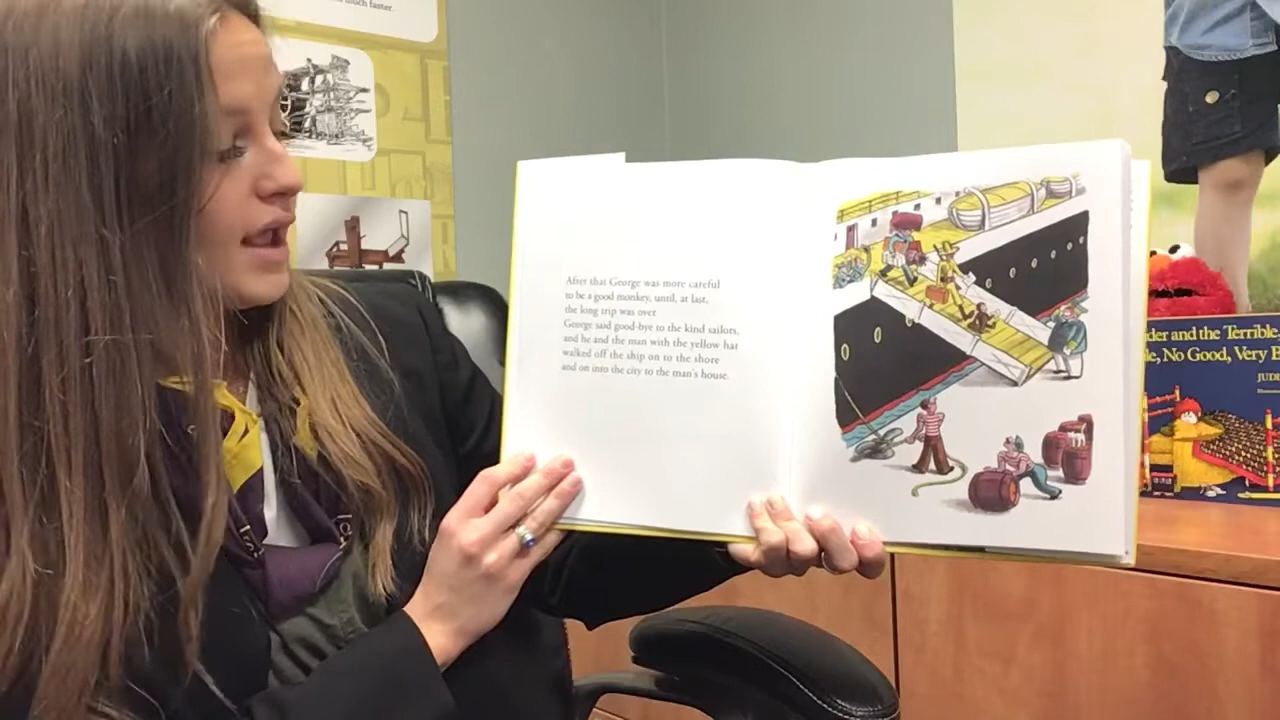 much faster.
After that George was more careful
to be a good monkey, until, at last,
the long trip was over.
George said good-bye to the kind sailors,
and he and the man with the yellow hat
walked off the ship on to the shore
and on into the city to the man's house.
der and the Terrible,
le, No Good, Very B
JUDI